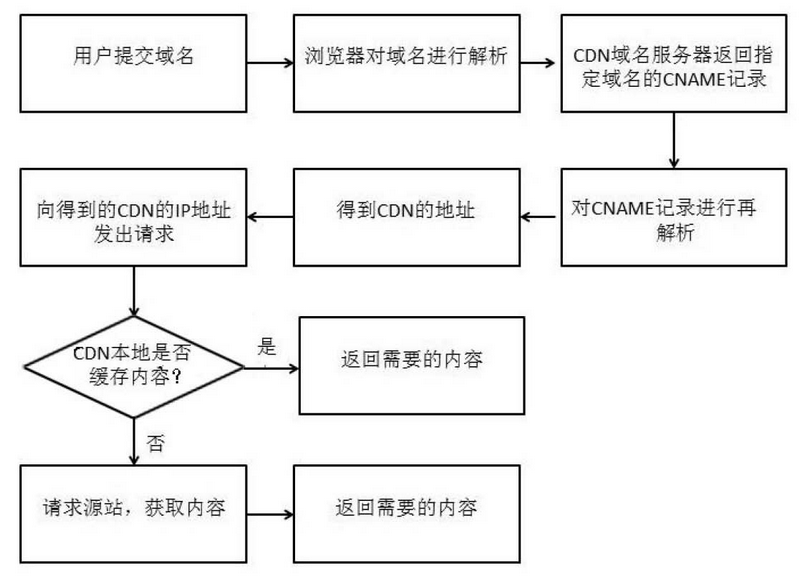 用户提交域名
浏览器对域名进行解析
CDN域名服务器返回指
定域名的CNAME记录
对CNAME记录进行再
解析
得到CDN的地址
向得到的CDN的IP地址
发出请求
CDN本地是否
缓存内容？
是
返回需要的内容
否
请求源站，获取内容
返回需要的内容